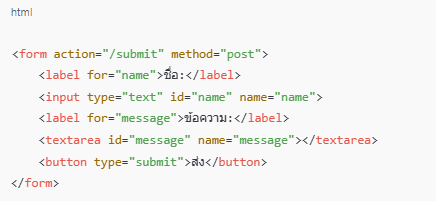 html
<form action="/submit" method="post">
    <label for="name">ชื่อ:</label>
    <input type="text" id="name" name="name">
    <label for="message">ข้อความ:</label>
    <textarea id="message" name="message"></textarea>
    <button type="submit">ส่ง</button>
</form>